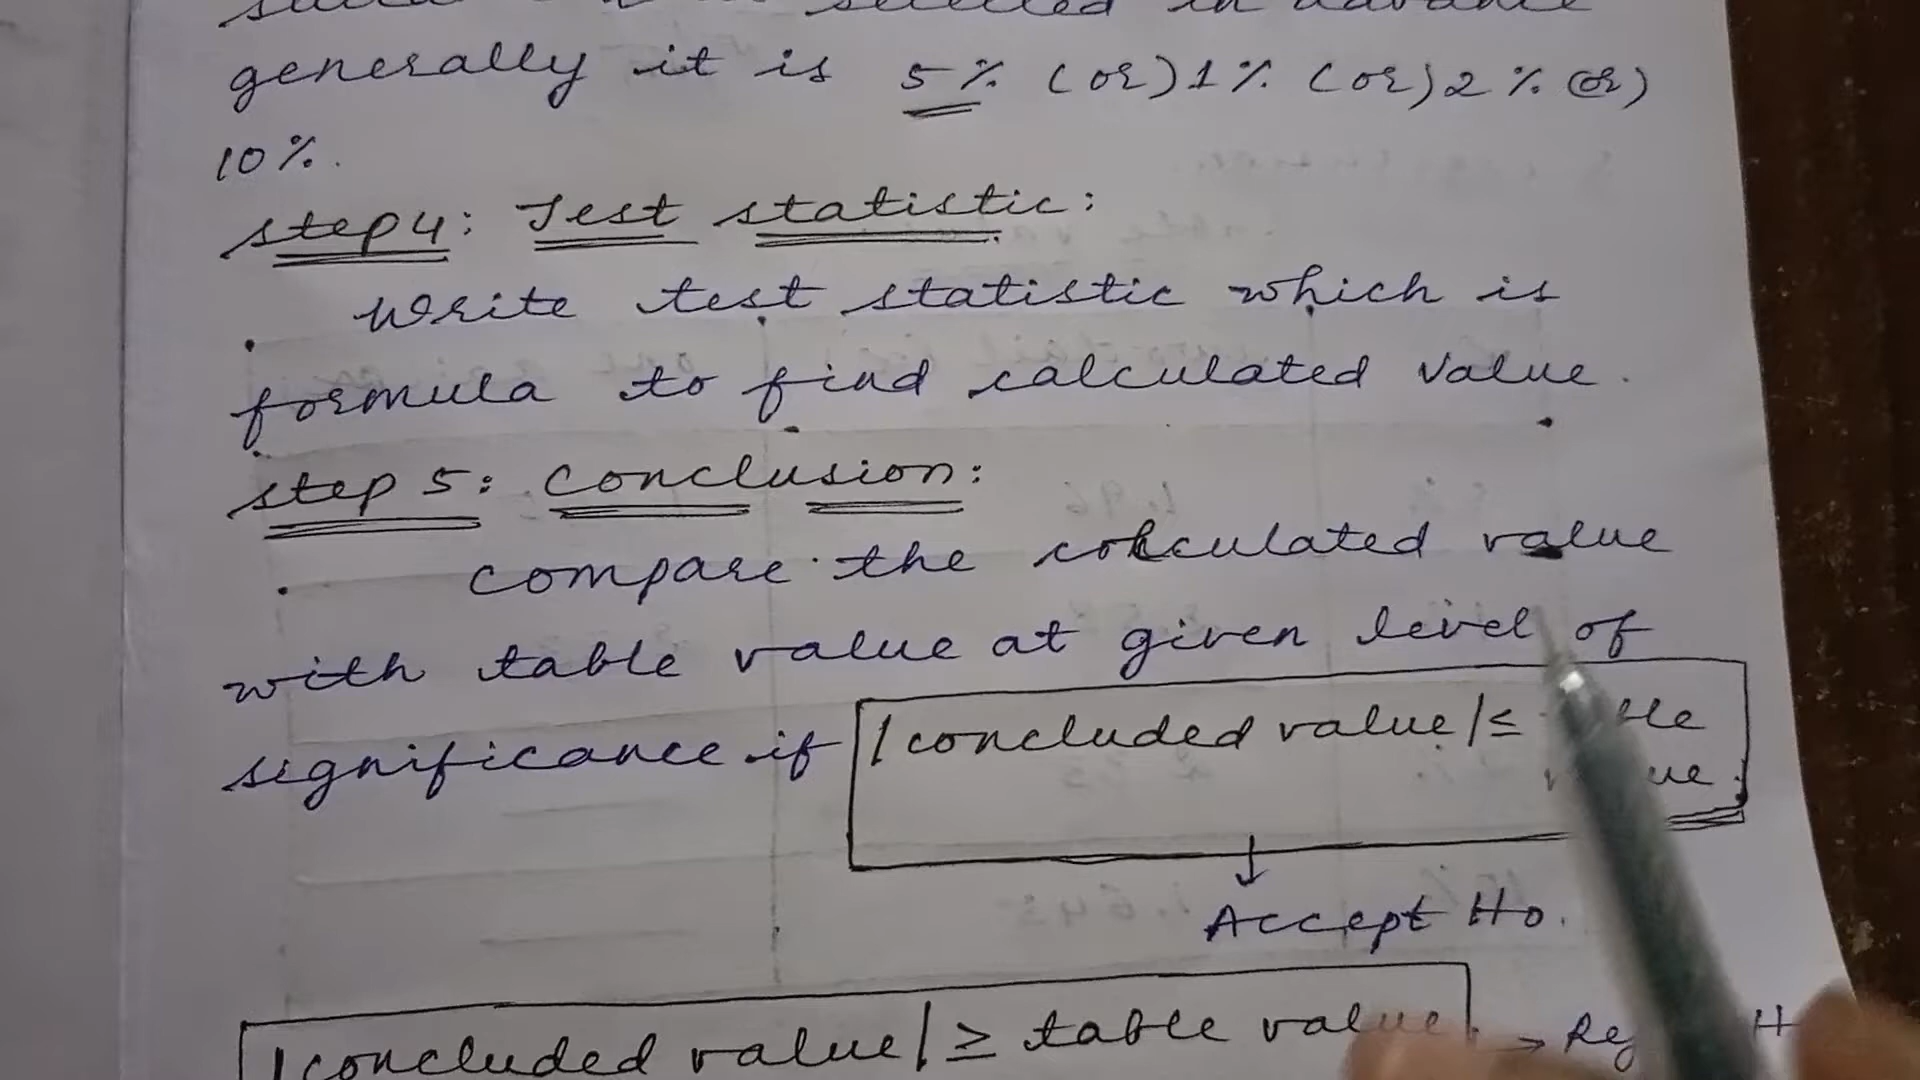 generally it is 5% (or) 1% (or) 2% (or)
10%.
step 4: Test statistic:
Write test statistic which is
formula to find calculated value.
step 5: Conclusion:
compare the calculated value
with table value at given level of
significance if |concluded value| ≤
Accept Ho.
|concluded value| ≥ table value →